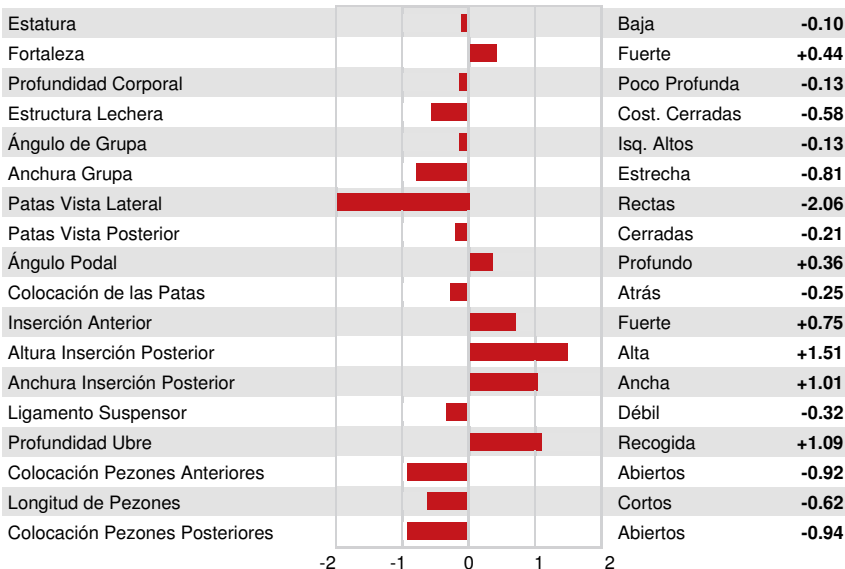 Estatura Baja -0.10
Fortaleza Fuerte +0.44
Profundidad Corporal Poco Profunda -0.13
Estructura Lechera Cost. Cerradas -0.58
Ángulo de Grupa Isq. Altos -0.13
Anchura Grupa Estrecha -0.81
Patas Vista Lateral Rectas -2.06
Patas Vista Posterior Cerradas -0.21
Ángulo Podal Profundo +0.36
Colocación de las Patas Atrás -0.25
Inserción Anterior Fuerte +0.75
Altura Inserción Posterior Alta +1.51
Anchura Inserción Posterior Ancha +1.01
Ligamento Suspensor Débil -0.32
Profundidad Ubre Recogida +1.09
Colocación Pezones Anteriores Abiertos -0.92
Longitud de Pezones Cortos -0.62
Colocación Pezones Posteriores Abiertos -0.94
-2 -1 0 1 2